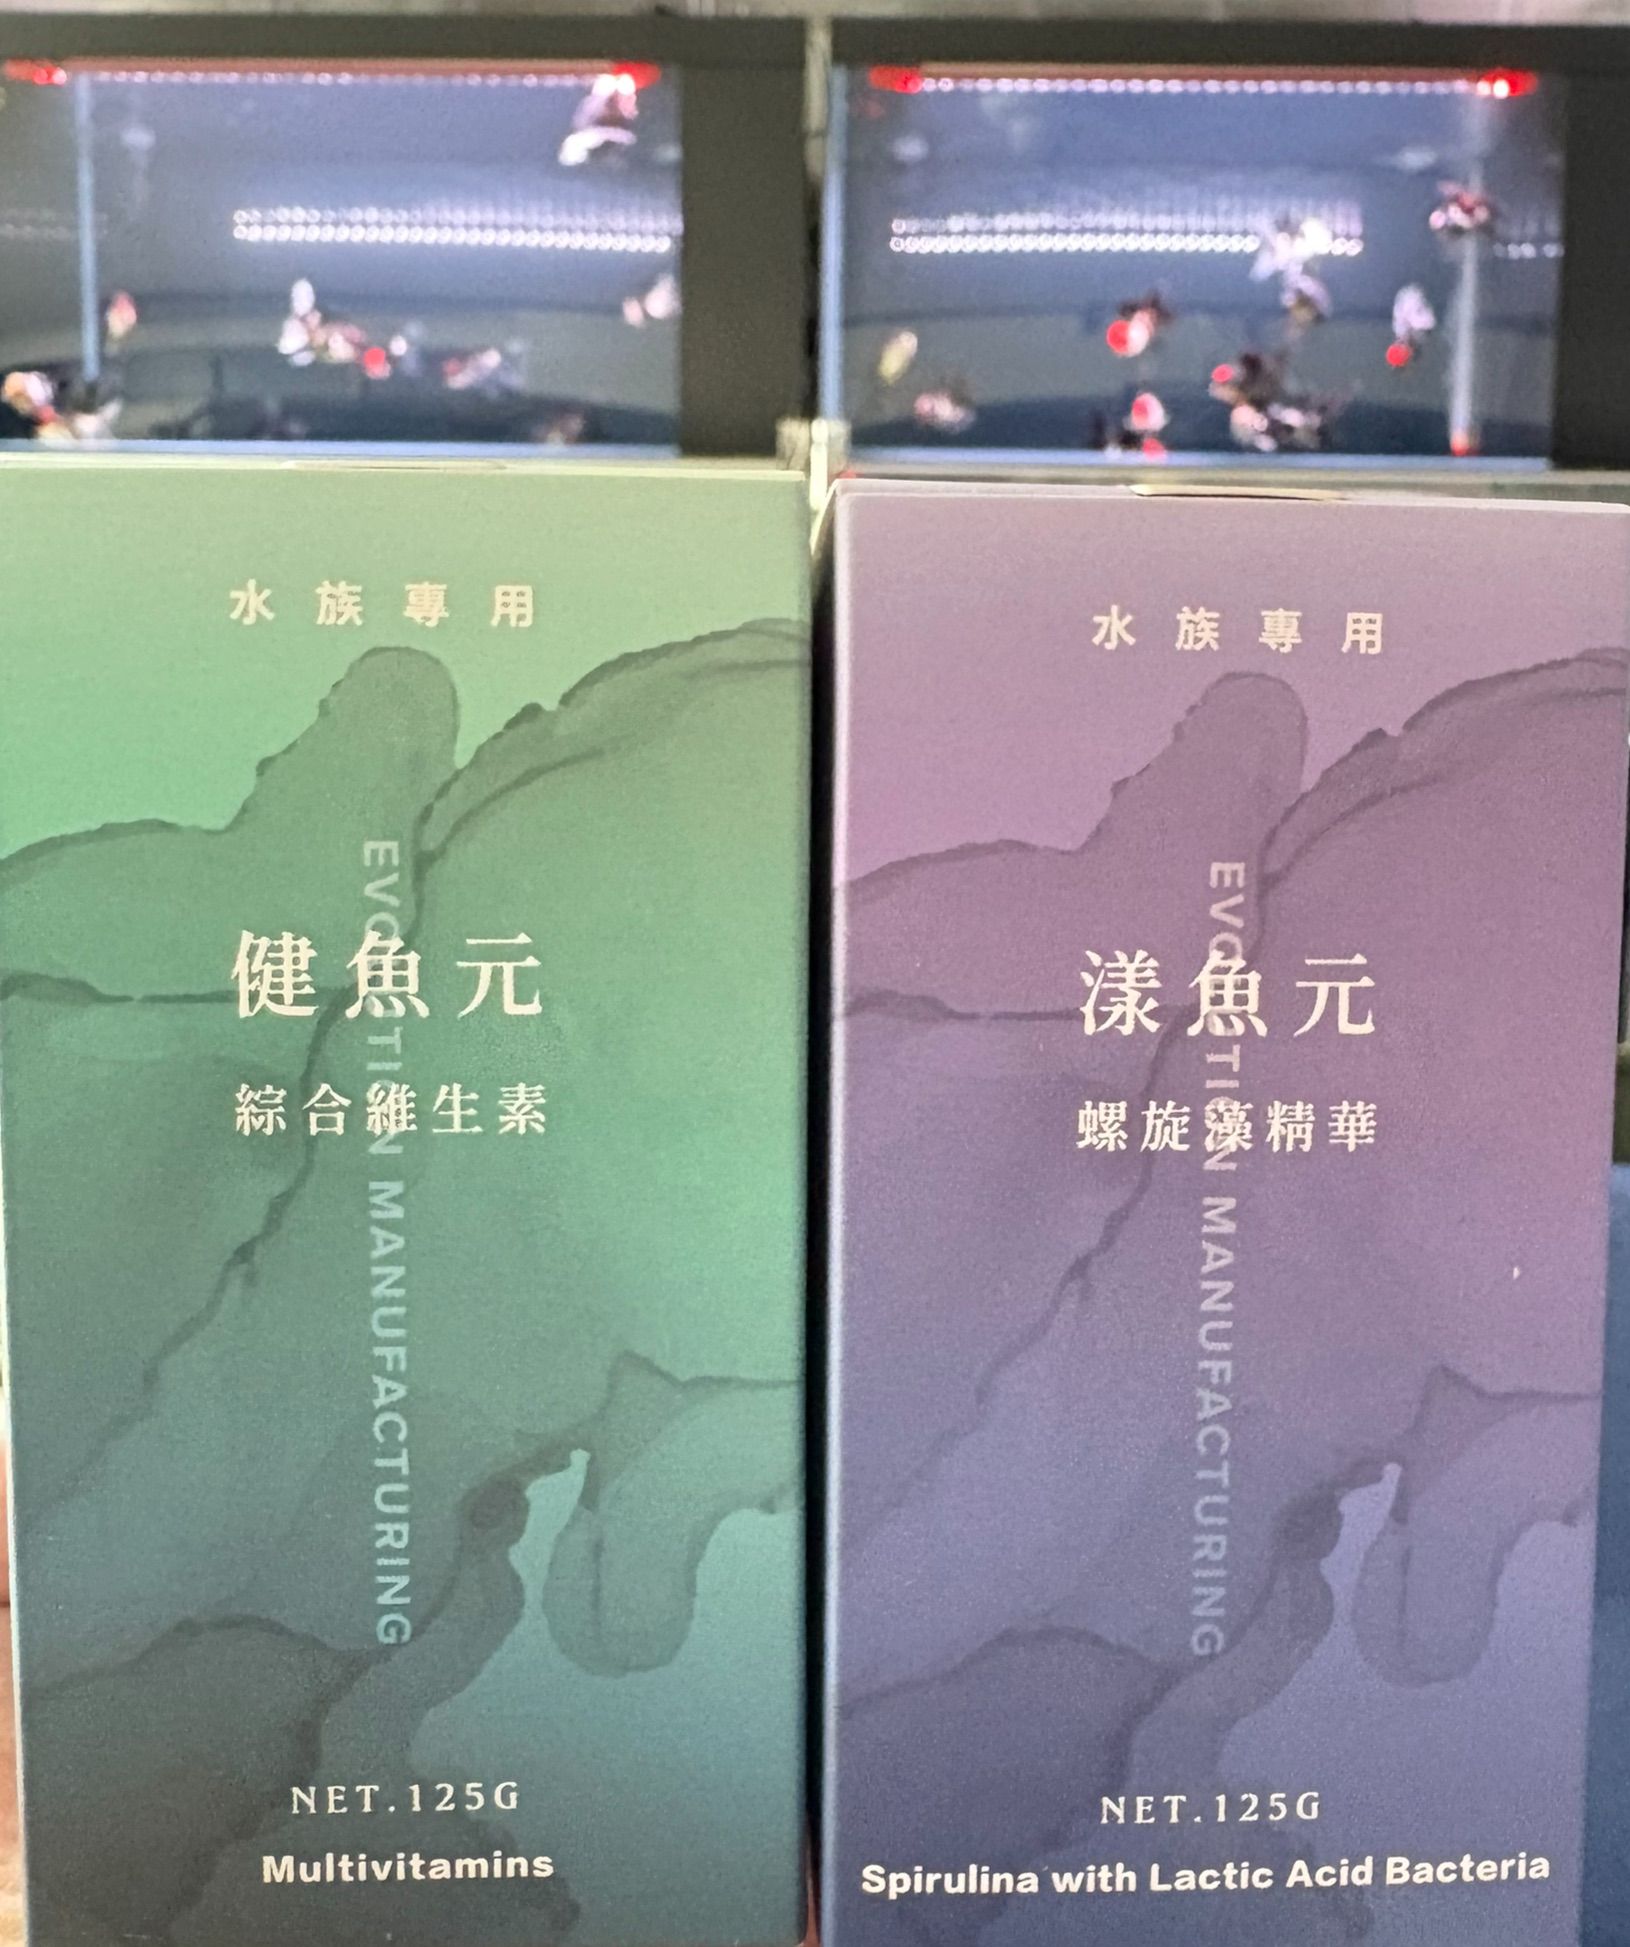 水族專用
健魚元
綜合維生素
EVOLUTION MANUFACTURING
NET.125G
Multivitamins
水族專用
漾魚元
螺旋藻精華
EVOLUTION MANUFACTURING
NET.125G
Spirulina with Lactic Acid Bacteria